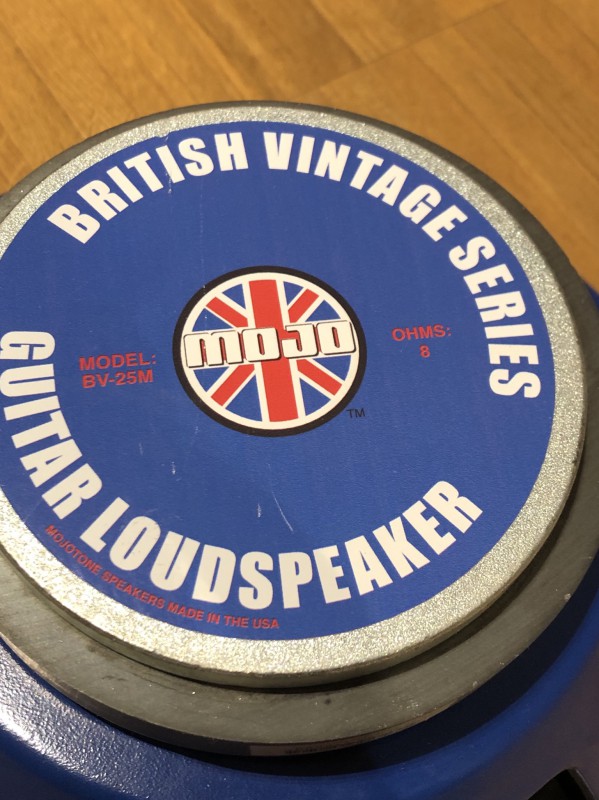 BRITISH VINTAGE SERIES
MOJO
TM
MODEL:
BV-25M
OHMS:
8
GUITAR LOUDSPEAKER
MOJOTONE SPEAKERS MADE IN THE USA